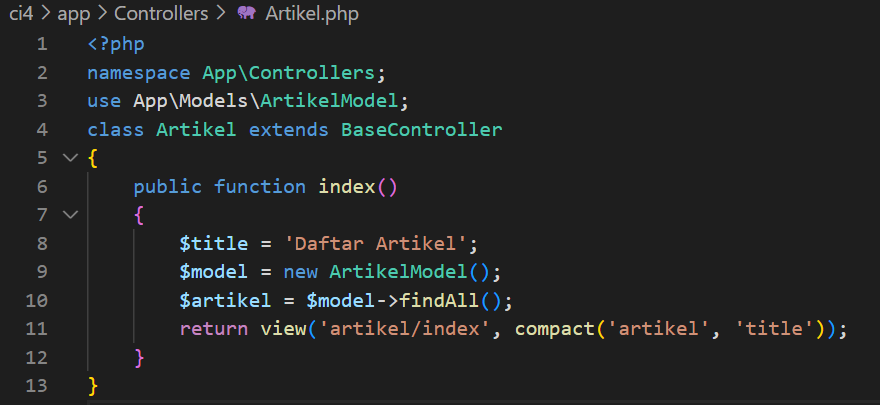 ci4 > app > Controllers > Artikel.php
1 <?php
2 namespace App\Controllers;
3 use App\Models\ArtikelModel;
4 class Artikel extends BaseController
5 {
6     public function index()
7     {
8         $title = 'Daftar Artikel';
9         $model = new ArtikelModel();
10         $artikel = $model->findAll();
11         return view('artikel/index', compact('artikel', 'title'));
12     }
13 }